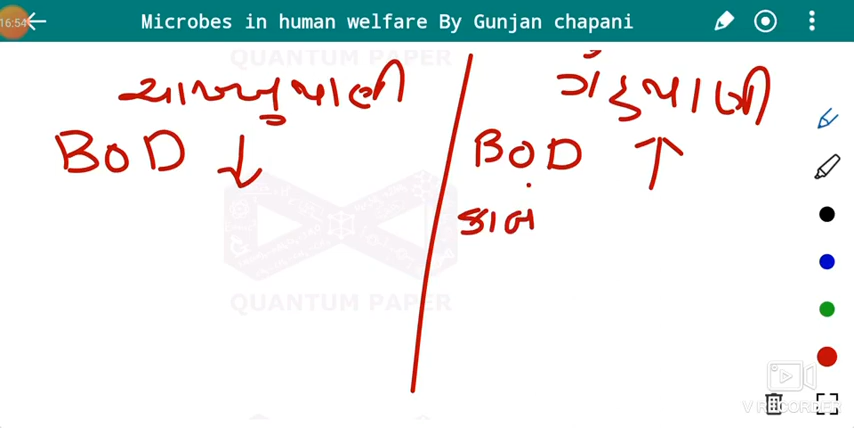 16:54
Microbes in human welfare By Gunjan chapani
QUANTUM PAPER
ચોખ્ખુ પાણી
ગંદુ પાણી
BOD ↓
BOD ↑
કાબ
QUANTUM PAPER
V RECORDER